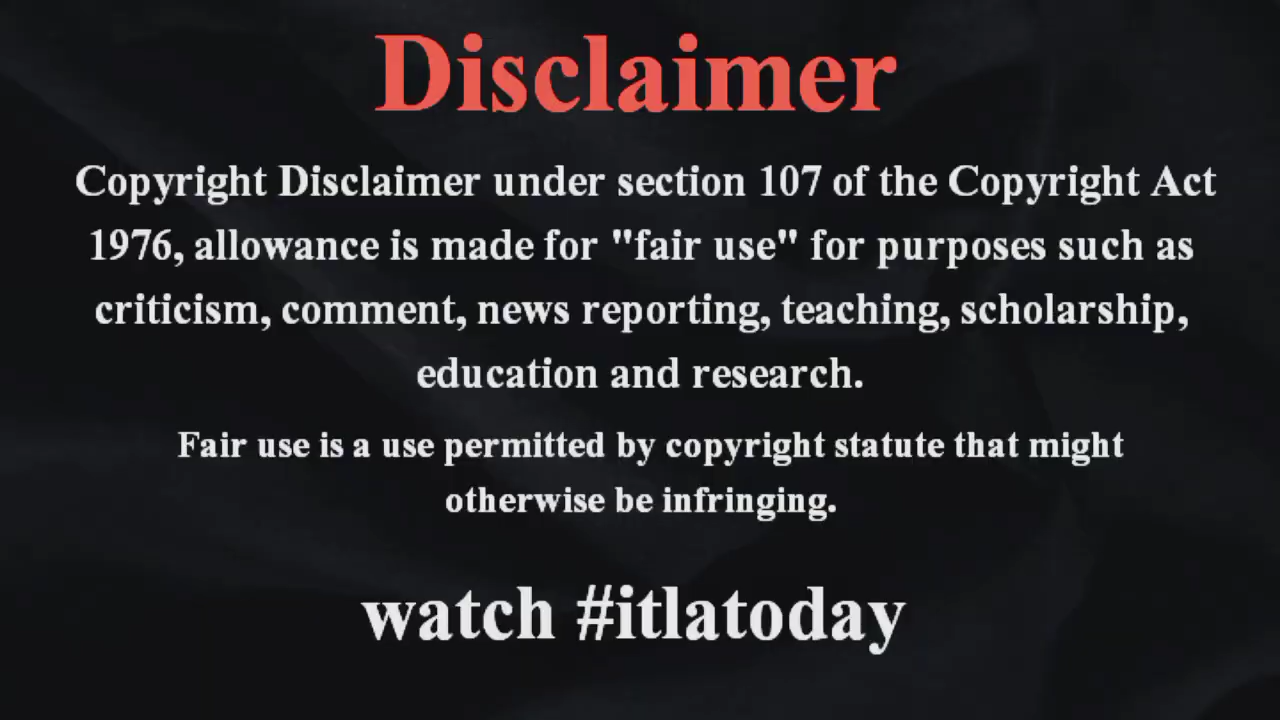 Disclaimer
Copyright Disclaimer under section 107 of the Copyright Act
1976, allowance is made for "fair use" for purposes such as
criticism, comment, news reporting, teaching, scholarship,
education and research.
Fair use is a use permitted by copyright statute that might
otherwise be infringing.
watch #itlatoday